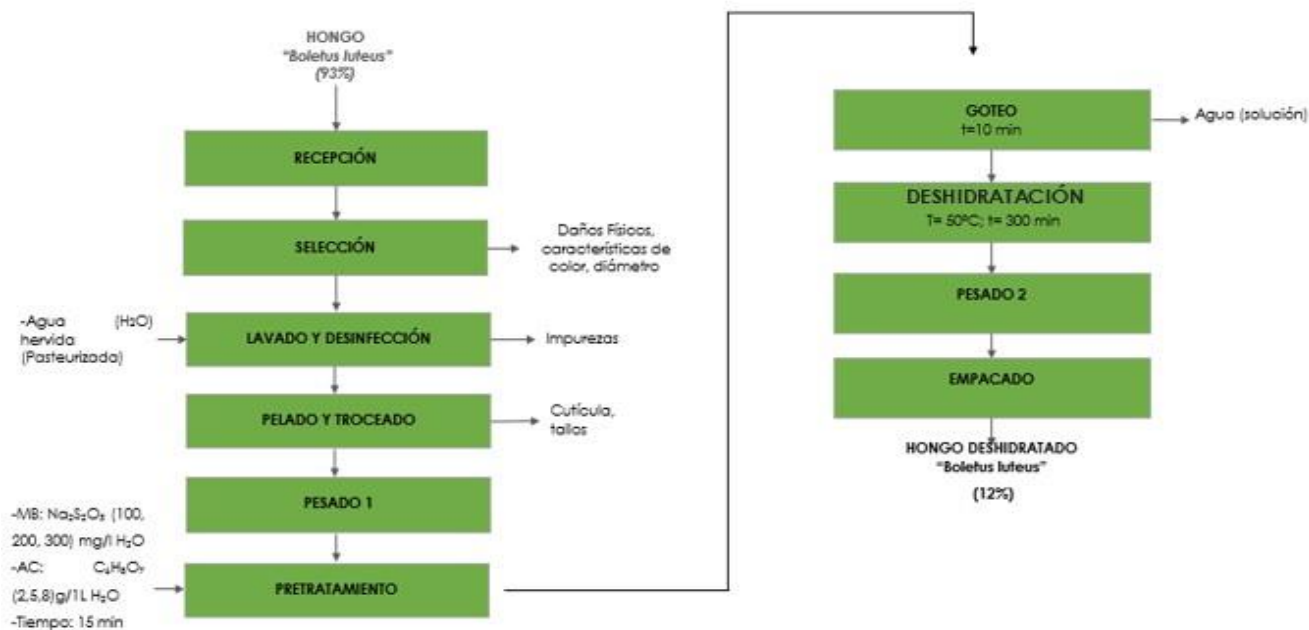 HONGO
"Boletus luteus"
(93%)
RECEPCIÓN
SELECCIÓN
Daños Físicos,
características de
color, diámetro
-Agua (H₂O)
hervida
(Pasteurizada)
LAVADO Y DESINFECCIÓN
Impurezas
PELADO Y TROCEADO
Cutícula,
tallos
PESADO 1
-MB: Na₂S₂O₅ (100,
200, 300) mg/l H₂O
-AC: C₆H₈O₇
(2,5,8)g/1L H₂O
-Tiempo: 15 min
PRETRATAMIENTO
GOTEO
t=10 min
Agua (solución)
DESHIDRATACIÓN
T= 50ºC; t= 300 min
PESADO 2
EMPACADO
HONGO DESHIDRATADO
"Boletus luteus"
(12%)